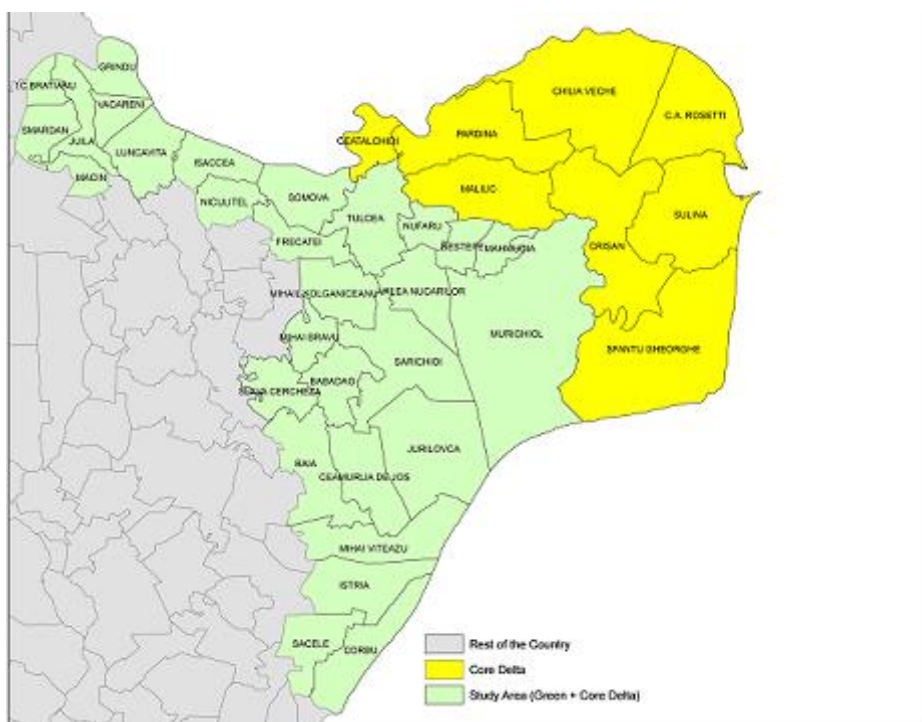 GRINDU
I.C. BRATIANU
VACARENI
SMARDAN
JIJILA
LUNCAVITA
MACIN
ISACCEA
NICULITEL
SOMOVA
FRECATEI
TULCEA
CEATALCHIOI
PARDINA
CHILIA VECHE
C.A. ROSETTI
MALIUC
SULINA
CRISAN
NUFARU
BESTEPE
MAHMUDIA
MIHAIL KOLGANICEANU
VALEA NUCARILOR
MURIGHIOL
SFANTU GHEORGHE
MIHAI BRAVU
SARICHIOI
BABADAG
SLAVA CERCHEZA
JURILOVCA
BAIA
CEAMURLIA DE JOS
MIHAI VITEAZU
ISTRIA
SACELE
CORBU
Rest of the Country
Core Delta
Study Area (Green + Core Delta)